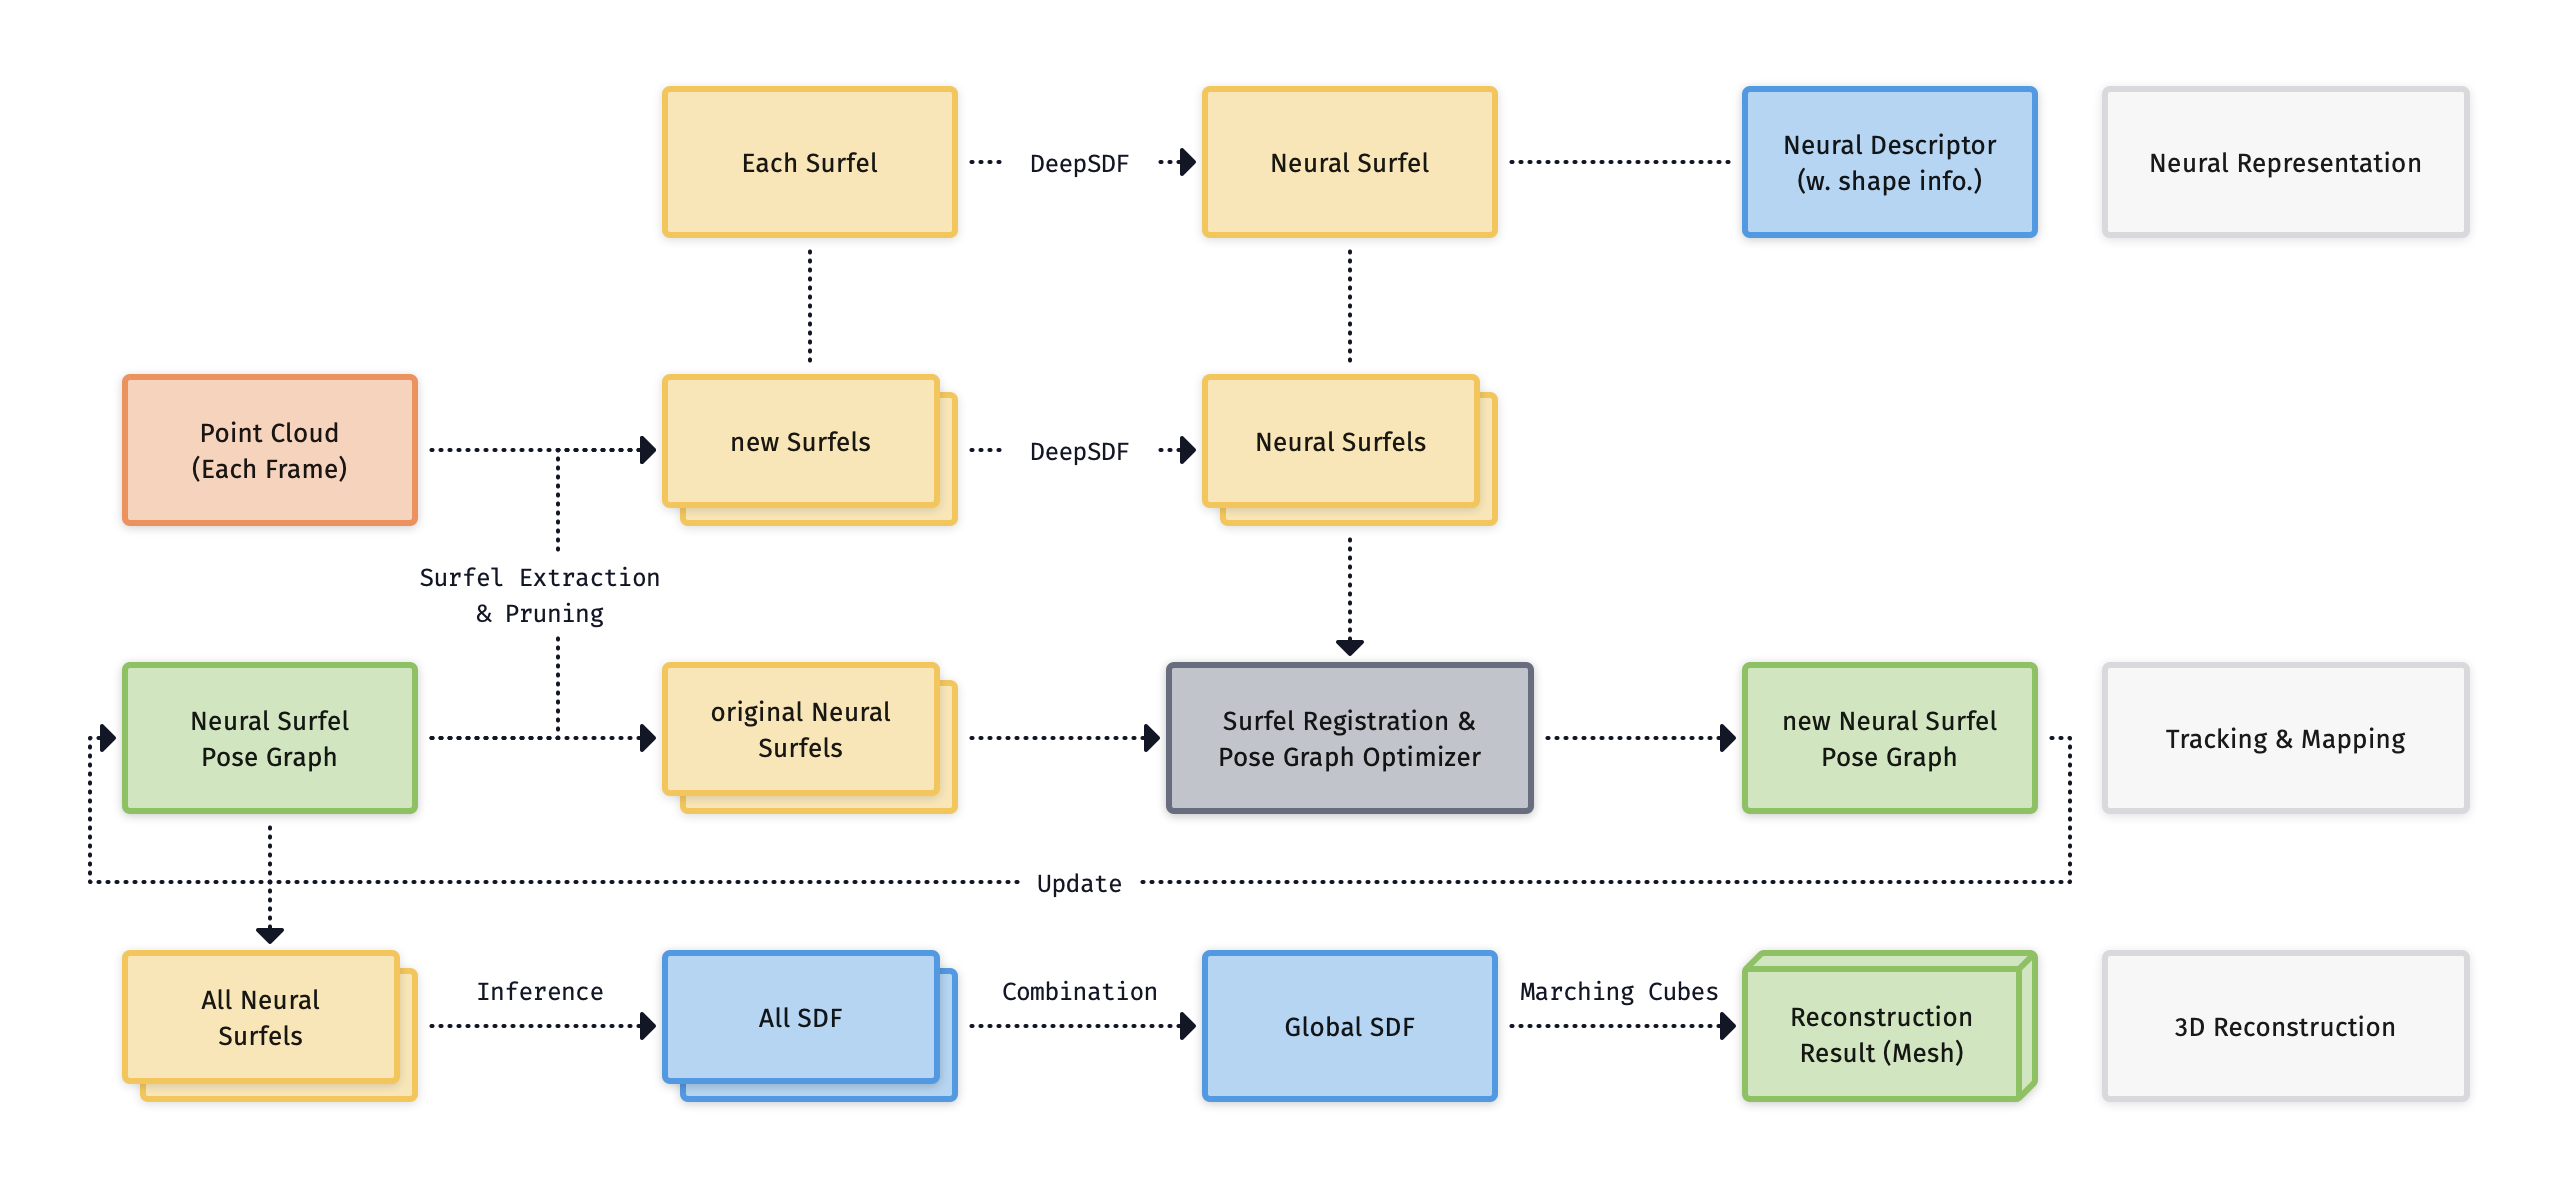 Each Surfel
DeepSDF
Neural Surfel
Neural Descriptor
(w. shape info.)
Neural Representation
Point Cloud
(Each Frame)
new Surfels
DeepSDF
Neural Surfels
Surfel Extraction
& Pruning
Neural Surfel
Pose Graph
original Neural
Surfels
Surfel Registration &
Pose Graph Optimizer
new Neural Surfel
Pose Graph
Tracking & Mapping
Update
All Neural
Surfels
Inference
All SDF
Combination
Global SDF
Marching Cubes
Reconstruction
Result (Mesh)
3D Reconstruction